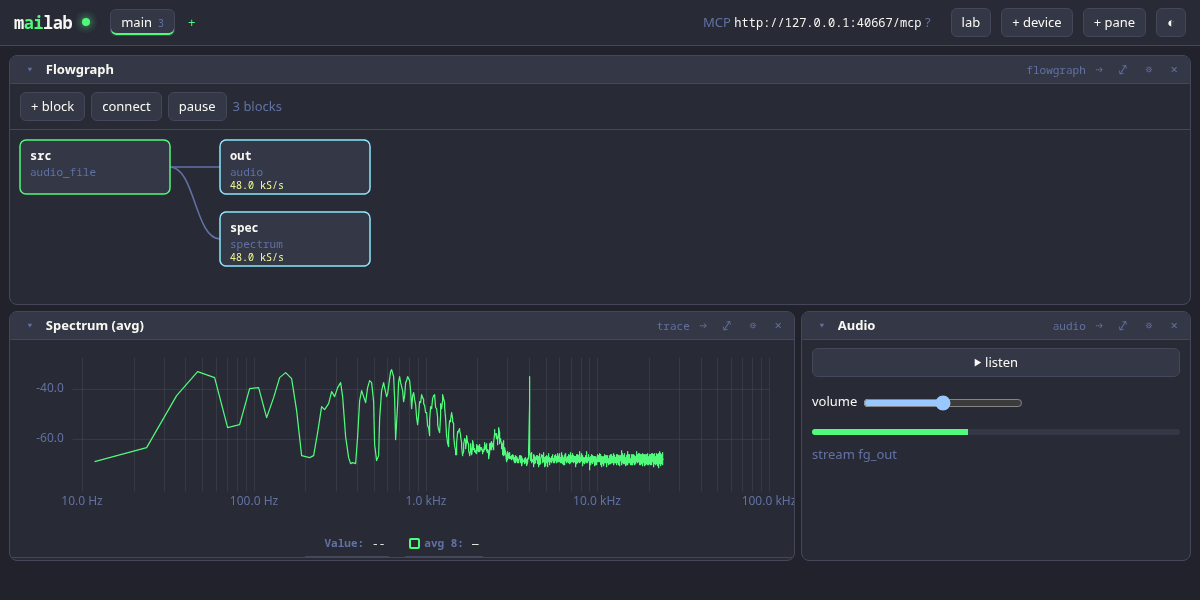 mailab main 3 + MCP http://127.0.0.1:40667/mcp ? lab + device + pane
Flowgraph flowgraph
+ block connect pause 3 blocks
src
audio_file
out
audio
48.0 kS/s
spec
spectrum
48.0 kS/s
Spectrum (avg) trace
-40.0
-60.0
10.0 Hz 100.0 Hz 1.0 kHz 10.0 kHz 100.0 kHz
Value: -- avg 8: —
Audio audio
listen
volume
stream fg_out